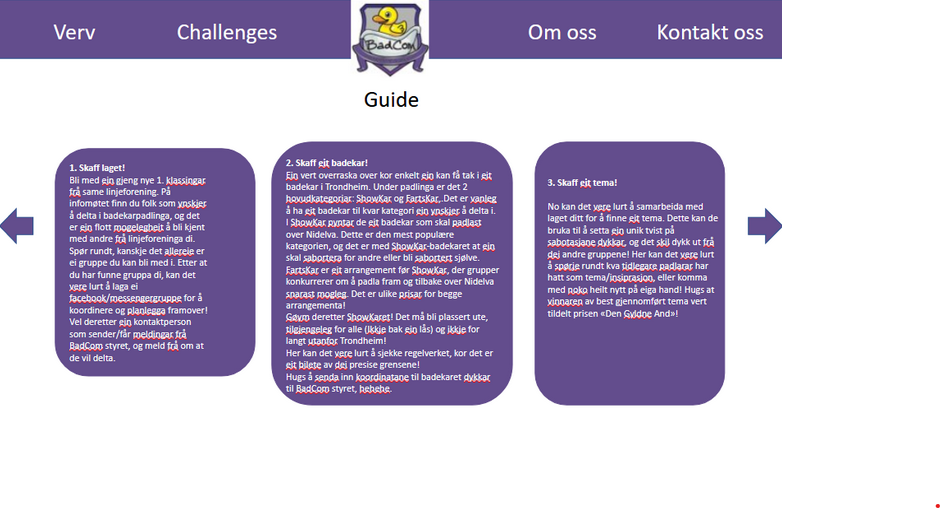 Verv
Challenges
BadCom
Om oss
Kontakt oss
Guide
1. Skaff laget!
Bli med ein gjeng nye 1. klassingar
frå same linjeforening. På
infomøtet finn du folk som ynskjer
å delta i badekarpadlinga, og det
er ein flott mogelegheit å bli kjent
med andre frå linjeforeninga di.
Spør rundt, kanskje det allereie er
ei gruppe du kan bli med i. Etter at
du har funne gruppa di, kan det
vere lurt å laga ei
facebook/messengergruppe for å
koordinere og planlegga framover!
Vel deretter ein kontaktperson
som sender/får meldingar frå
BadCom styret, og meld frå om at
de vil delta.
2. Skaff eit badekar!
Ein vert overraska over kor enkelt ein kan få tak i eit
badekar i Trondheim. Under padlinga er det 2
hovudkategoriar: ShowKar og FartsKar. Det er vanleg
å ha eit badekar til kvar kategori ein ynskjer å delta i.
I ShowKar pyntar de eit badekar som skal padlast
over Nidelva. Dette er den mest populære
kategorien, og det er med ShowKar-badekaret at ein
skal sabotera for andre eller bli sabotert sjølve.
FartsKar er eit arrangement før ShowKar, der grupper
konkurrerer om å padla fram og tilbake over Nidelva
snarast mogleg. Det er ulike prisar for begge
arrangementa!
Gøym deretter ShowKaret! Det må bli plassert ute,
tilgjengeleg for alle (Ikkje bak ein lås) og ikkje for
langt utanfor Trondheim!
Her kan det vere lurt å sjekke regelverket, kor det er
eit bilete av dei presise grensene!
Hugs å senda inn koordinatane til badekaret dykkar
til BadCom styret, hehehe.
3. Skaff eit tema!
No kan det vere lurt å samarbeida med
laget ditt for å finne eit tema. Dette kan de
bruka til å setta ein unik tvist på
sabotasjane dykkar, og det skil dykk ut frå
dei andre gruppene! Her kan det vere lurt
å spørje rundt kva tidlegare padlarar har
hatt som tema/inspirasjon, eller komma
med noko heilt nytt på eiga hand! Hugs at
vinnaren av best gjennomført tema vert
tildelt prisen «Den Gyldne And»!